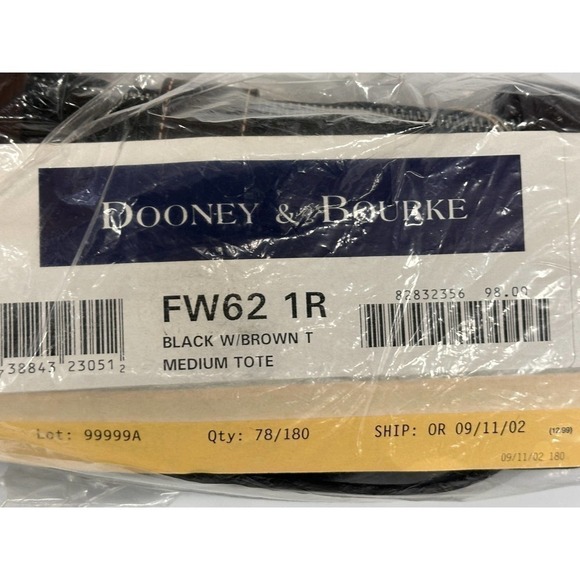 DOONEY & BOURKE
FW62 1R
BLACK W/BROWN T
MEDIUM TOTE
738843 23051 2
82832356 98.00
Lot: 99999A Qty: 78/180 SHIP: OR 09/11/02 (12.99)
09/11/02 180